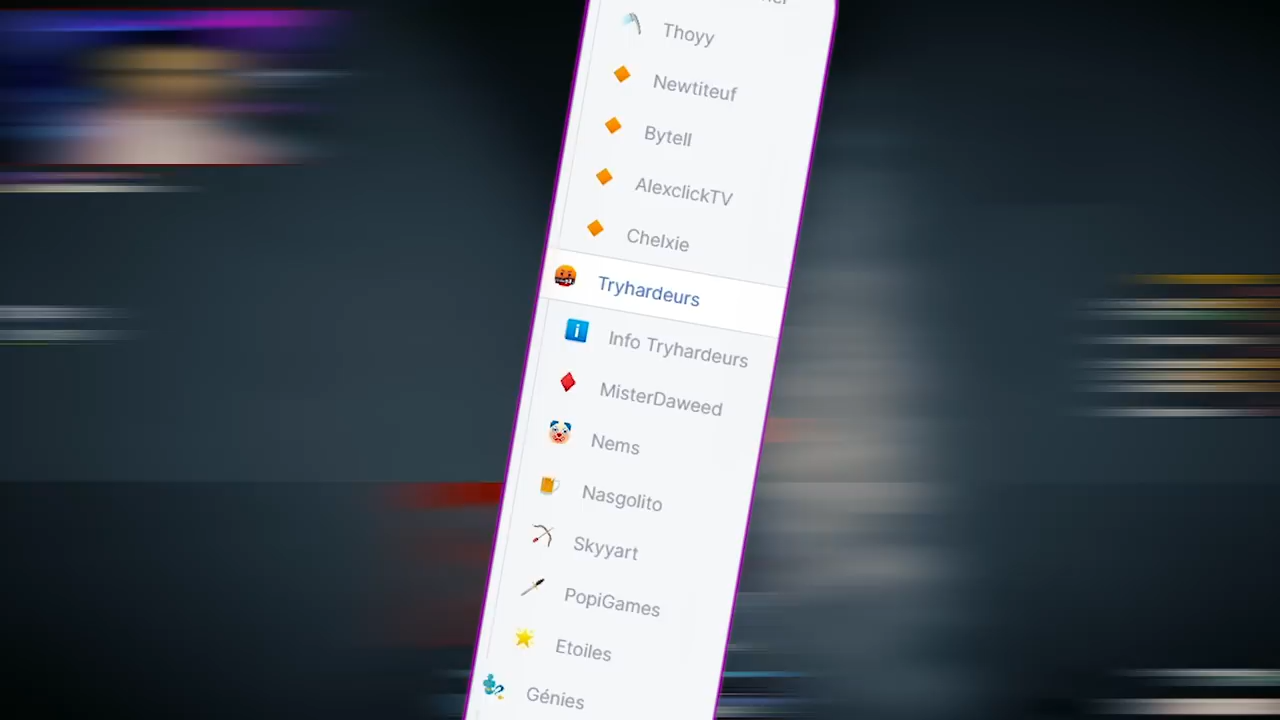 Thoyy
Newtiteuf
Bytell
AlexclickTV
Chelxie
Tryhardeurs
Info Tryhardeurs
MisterDaweed
Nems
Nasgolito
Skyyart
PopiGames
Etoiles
Génies